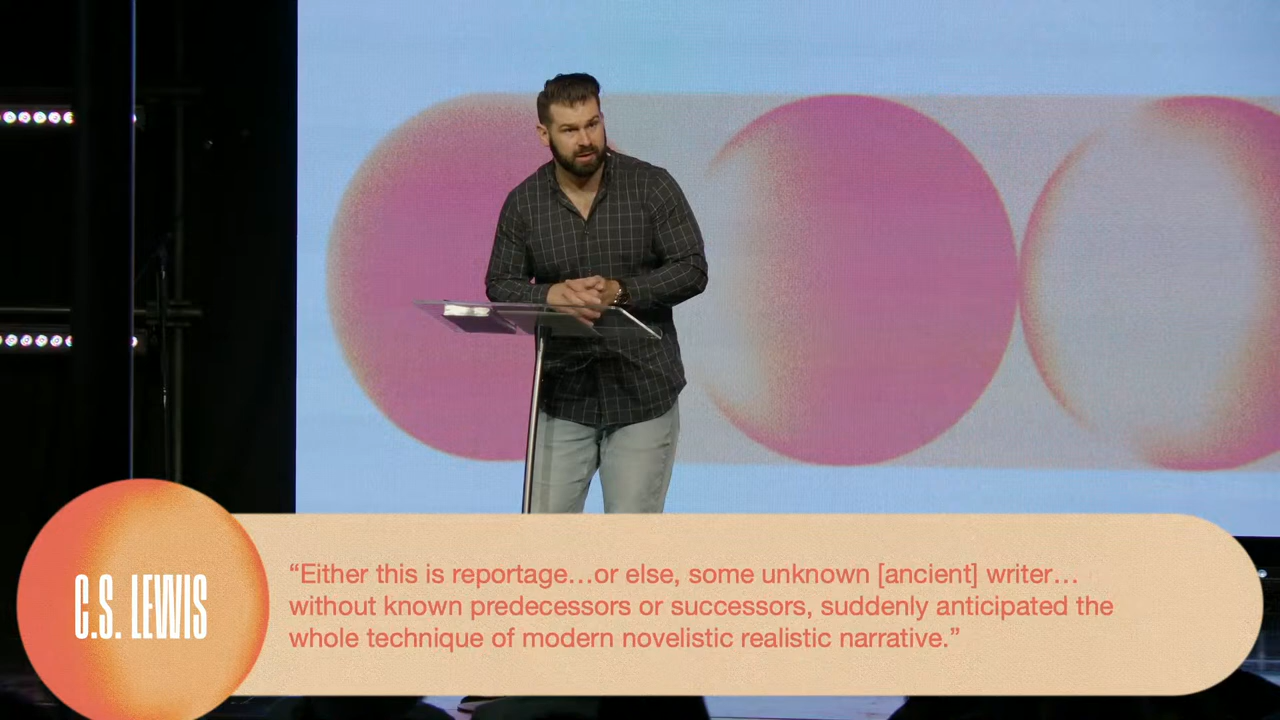 C.S. LEWIS
“Either this is reportage…or else, some unknown [ancient] writer…
without known predecessors or successors, suddenly anticipated the
whole technique of modern novelistic realistic narrative.”